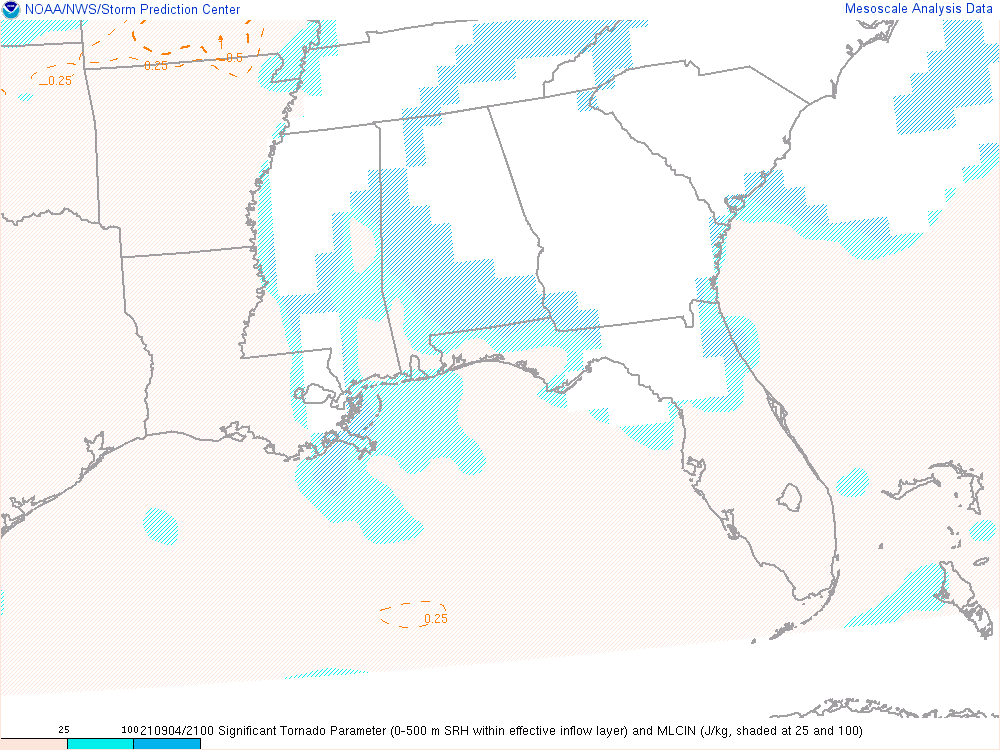 NOAA/NWS/Storm Prediction Center
Mesoscale Analysis Data
1
0.5
0.25
0.25
0.25
25
100
210904/2100 Significant Tornado Parameter (0-500 m SRH within effective inflow layer) and MLCIN (J/kg, shaded at 25 and 100)